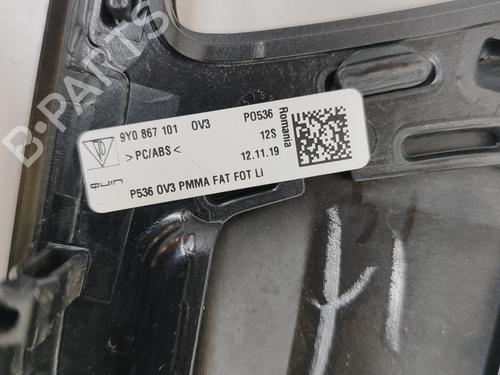 9Y0 867 101 OV3 PO536
>PC/ABS< 12S
12.11.19
Romania
quin
P536 OV3 PMMA FAT FOT Li
B-PARTS